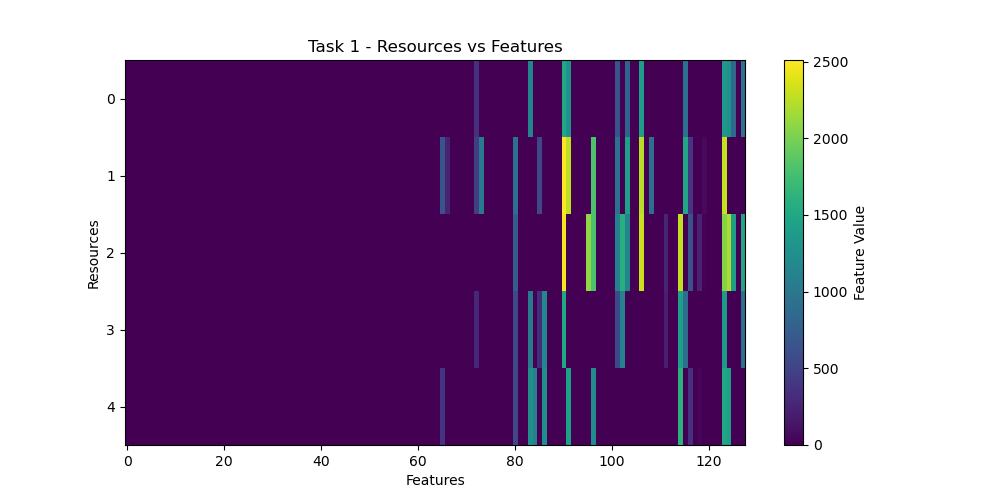 Task 1 - Resources vs Features
0
1
2
3
4
Resources
0 20 40 60 80 100 120
Features
2500
2000
1500
1000
500
0
Feature Value